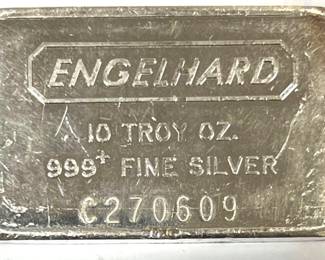 ENGELHARD
10 TROY OZ.
999+ FINE SILVER
C270609